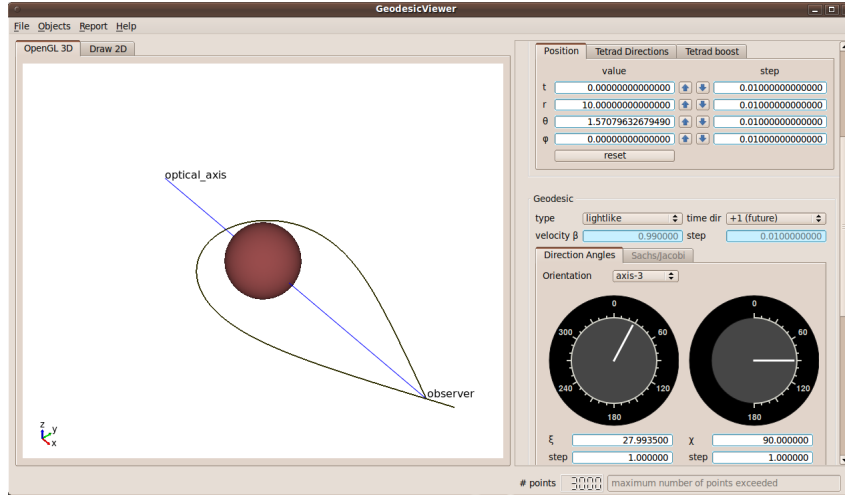 GeodesicViewer
File Objects Report Help
OpenGL 3D Draw 2D
optical_axis
observer
z
y
x
Position Tetrad Directions Tetrad boost
value step
t 0.00000000000000 0.01000000000000
r 10.00000000000000 0.01000000000000
θ 1.57079632679490 0.01000000000000
φ 0.00000000000000 0.01000000000000
reset
Geodesic
type lightlike time dir +1 (future)
velocity β 0.990000 step 0.0100000000
Direction Angles Sachs/Jacobi
Orientation axis-3
0 60 120 180 240 300
0 60 120 180
ξ 27.993500 χ 90.000000
step 1.000000 step 1.000000
# points 3000 maximum number of points exceeded